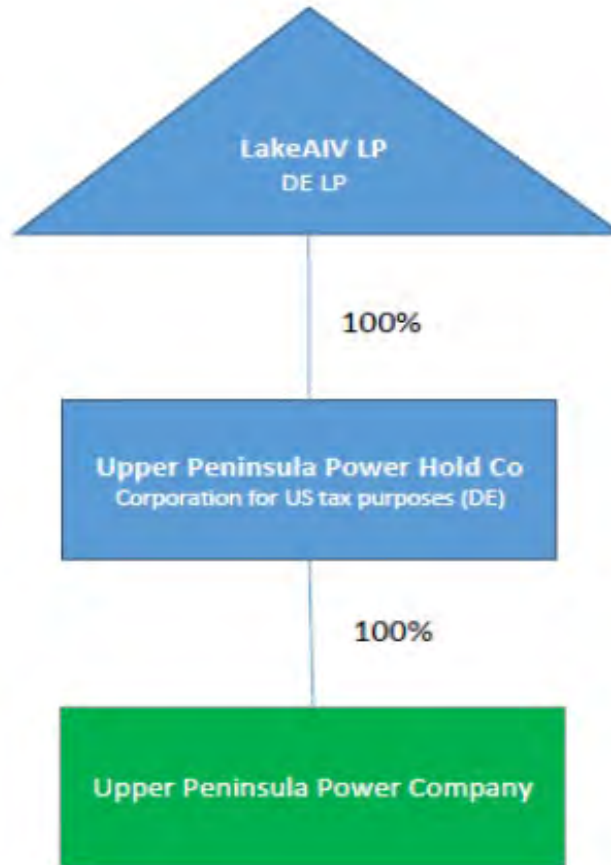 LakeAIV LP
DE LP
100%
Upper Peninsula Power Hold Co
Corporation for US tax purposes (DE)
100%
Upper Peninsula Power Company